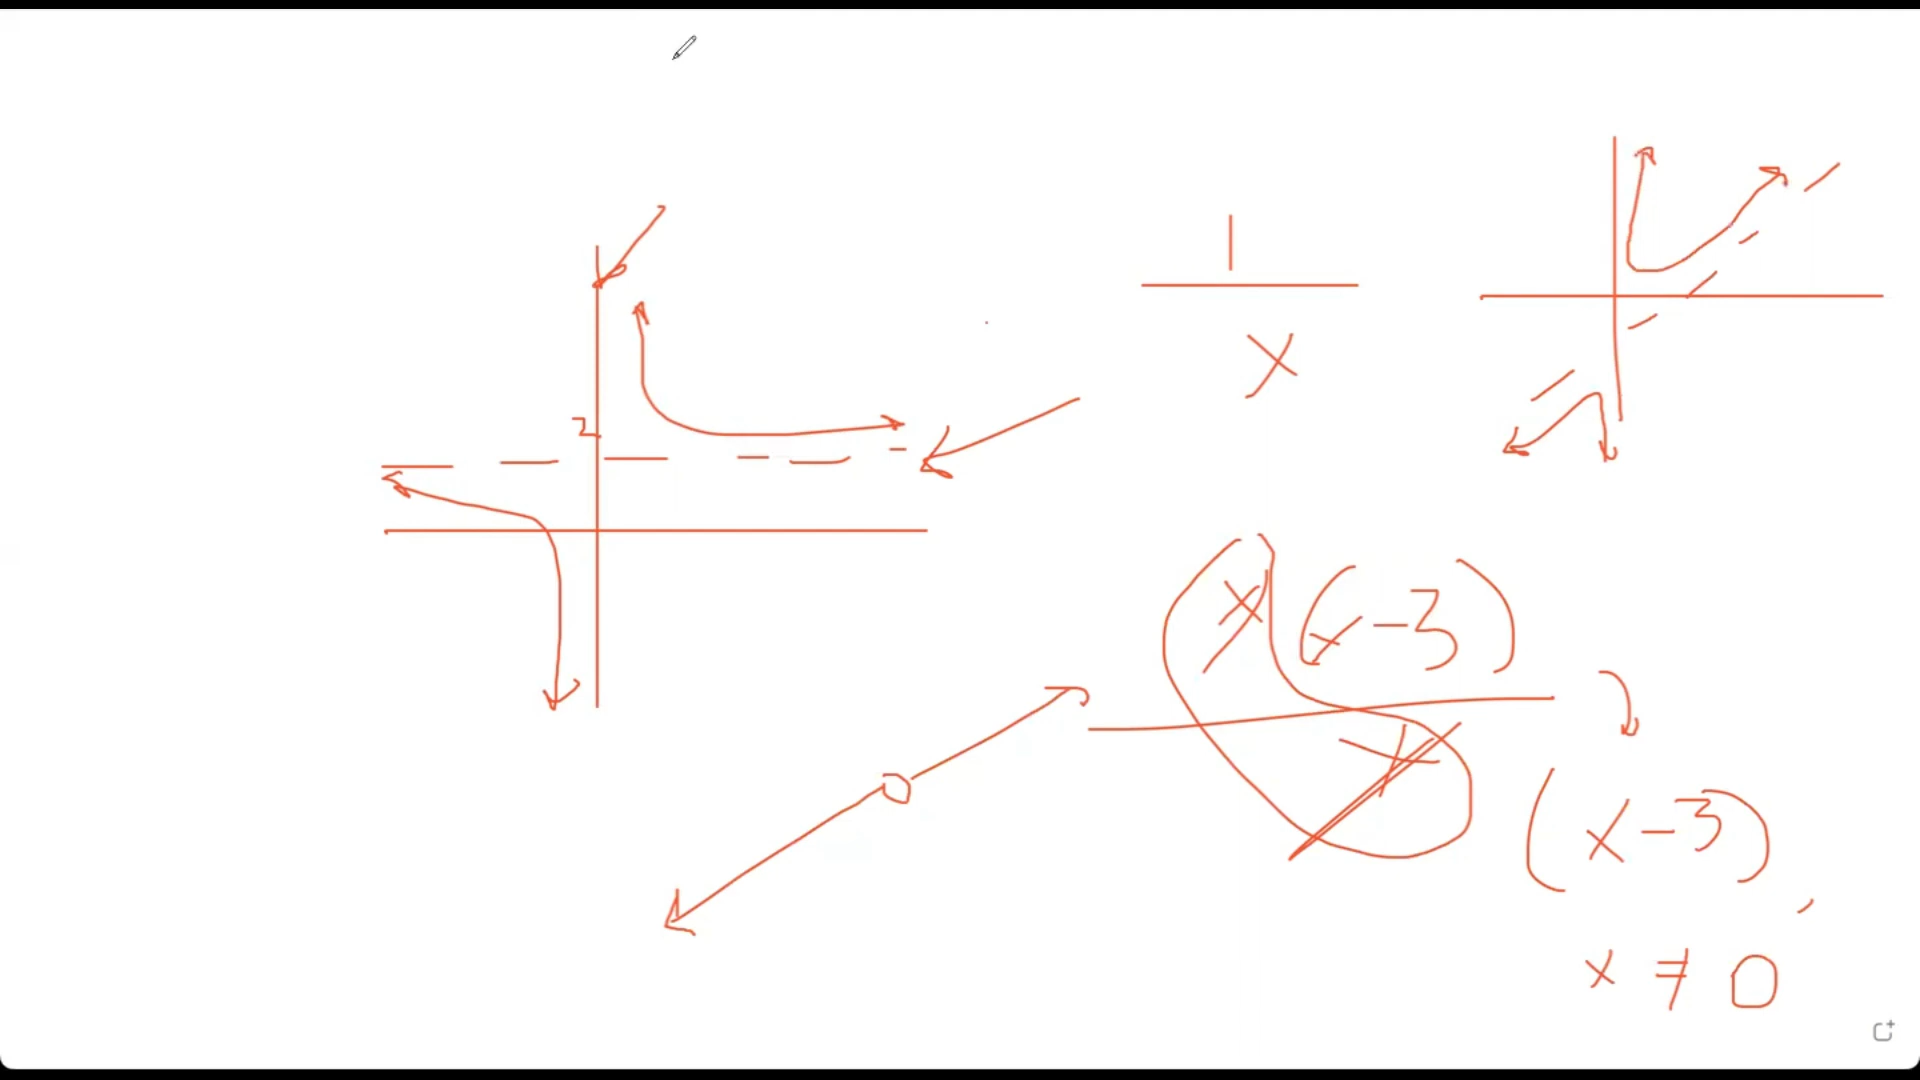 2
1
x
x(x-3)
x
(x-3),
x ≠ 0